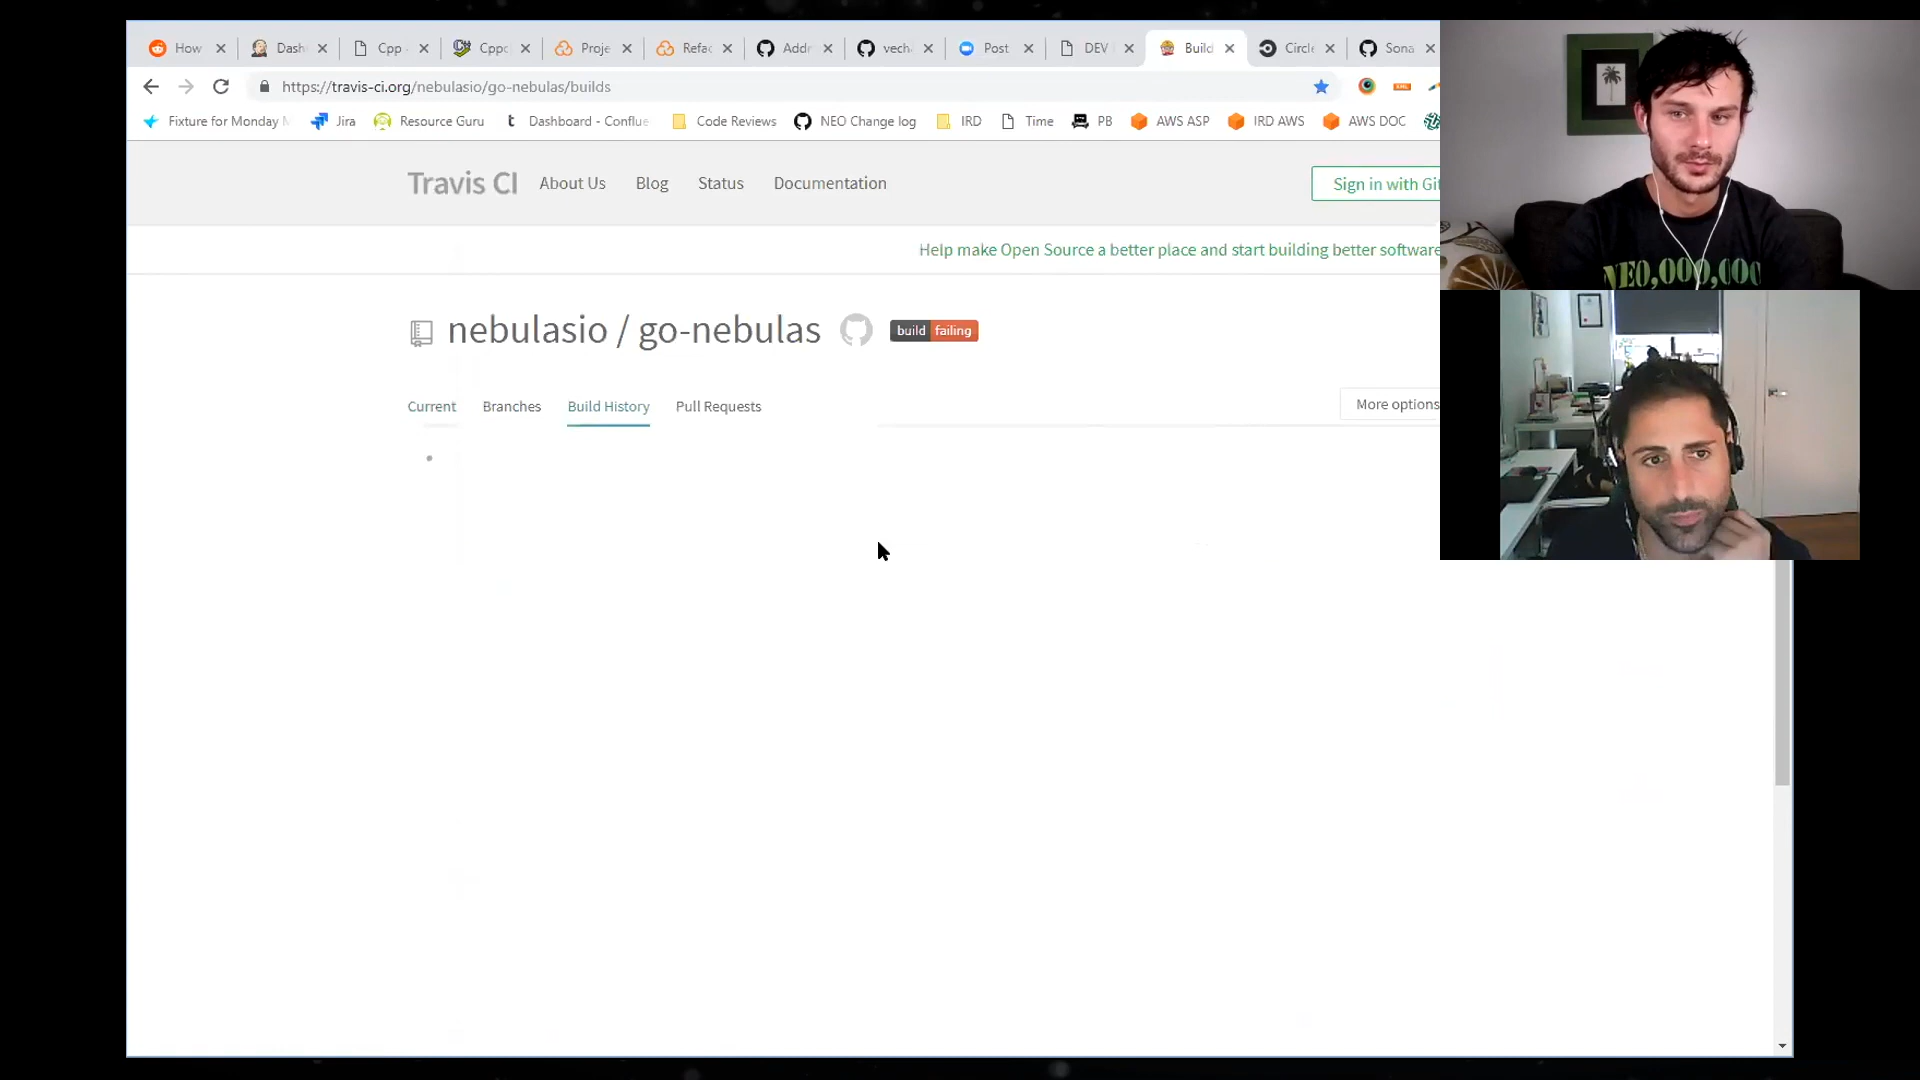 How Dash Cpp Cppc Proje Refac Addr vech Post DEV Build Circle Sona
https://travis-ci.org/nebulasio/go-nebulas/builds
Fixture for Monday Jira Resource Guru t Dashboard - Conflue Code Reviews NEO Change log IRD Time PB AWS ASP IRD AWS AWS DOC
Travis CI About Us Blog Status Documentation Sign in with Git
Help make Open Source a better place and start building better software
nebulasio / go-nebulas build failing
Current Branches Build History Pull Requests More options
NEO,000,000